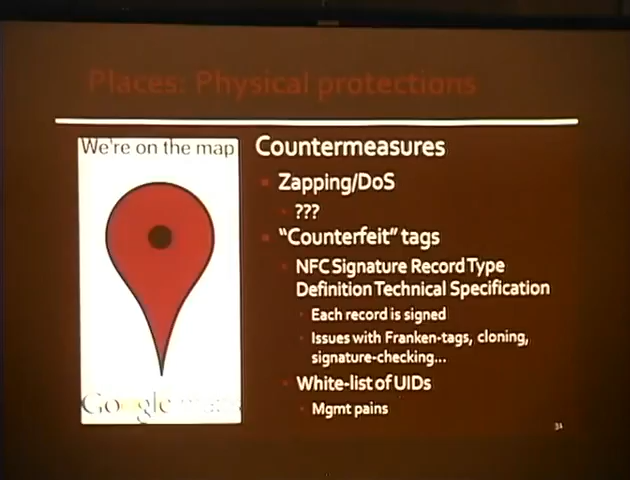 Places: Physical protections
We're on the map
Google maps
Countermeasures
Zapping/DoS
???
“Counterfeit” tags
NFC Signature Record Type
Definition Technical Specification
Each record is signed
Issues with Franken-tags, cloning,
signature-checking...
White-list of UIDs
Mgmt pains
34